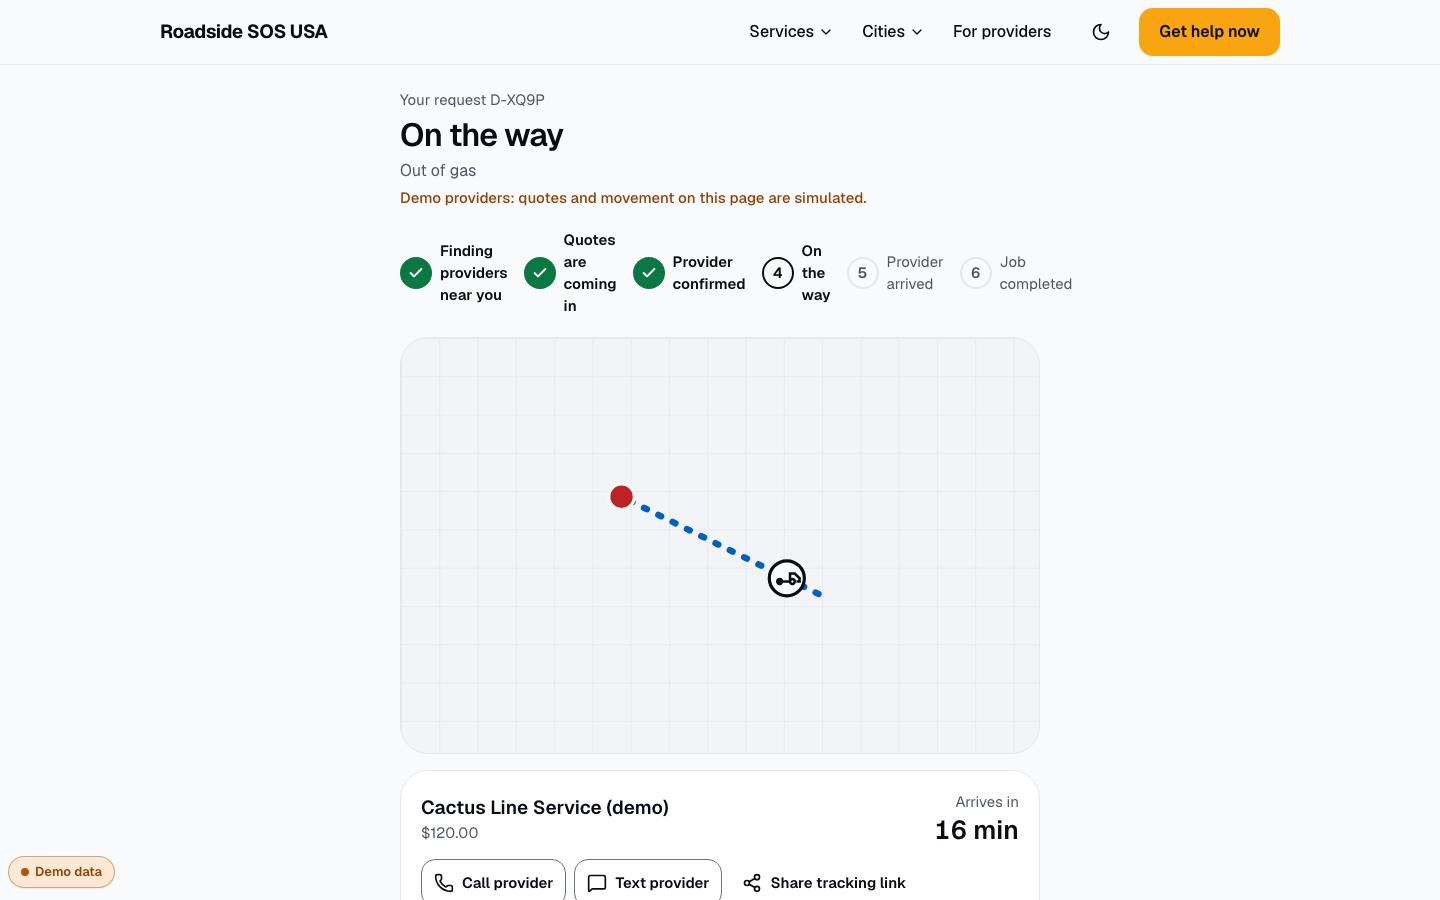 Roadside SOS USA
Services
Cities
For providers
Get help now
Your request D-XQ9P
On the way
Out of gas
Demo providers: quotes and movement on this page are simulated.
Finding
providers
near you
Quotes
are
coming
in
Provider
confirmed
4
On
the
way
5
Provider
arrived
6
Job
completed
Cactus Line Service (demo)
$120.00
Arrives in
16 min
Call provider
Text provider
Share tracking link
Demo data